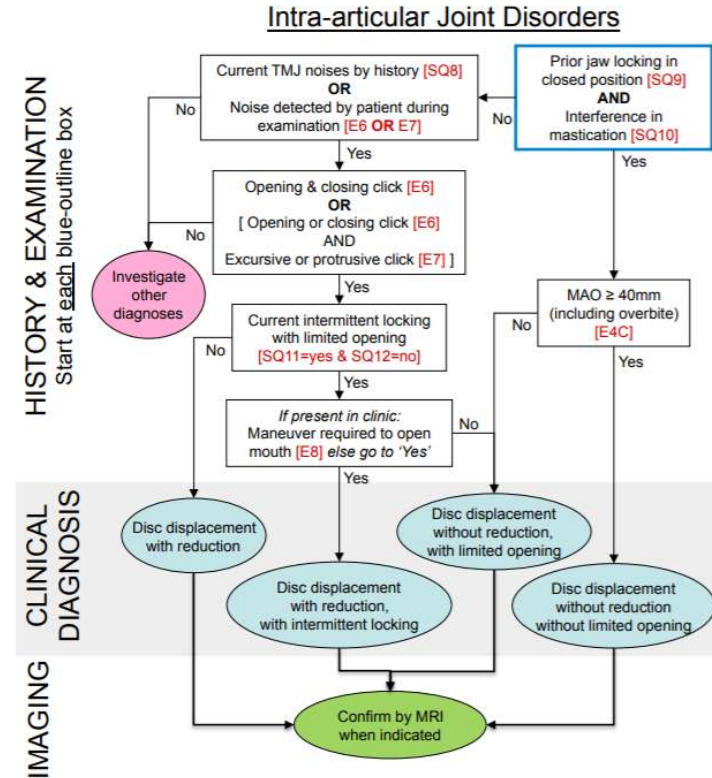 Intra-articular Joint Disorders
HISTORY & EXAMINATION
Start at each blue-outline box
Prior jaw locking in
closed position [SQ9]
AND
Interference in
mastication [SQ10]
No
Yes
Current TMJ noises by history [SQ8]
OR
Noise detected by patient during
examination [E6 OR E7]
No
Yes
Opening & closing click [E6]
OR
[ Opening or closing click [E6]
AND
Excursive or protrusive click [E7] ]
No
Yes
Investigate
other
diagnoses
MAO ≥ 40mm
(including overbite)
[E4C]
No
Yes
Current intermittent locking
with limited opening
[SQ11=yes & SQ12=no]
No
Yes
If present in clinic:
Maneuver required to open
mouth [E8] else go to ‘Yes’
No
Yes
CLINICAL
DIAGNOSIS
Disc displacement
with reduction
Disc displacement
with reduction,
with intermittent locking
Disc displacement
without reduction,
with limited opening
Disc displacement
without reduction
without limited opening
IMAGING
Confirm by MRI
when indicated